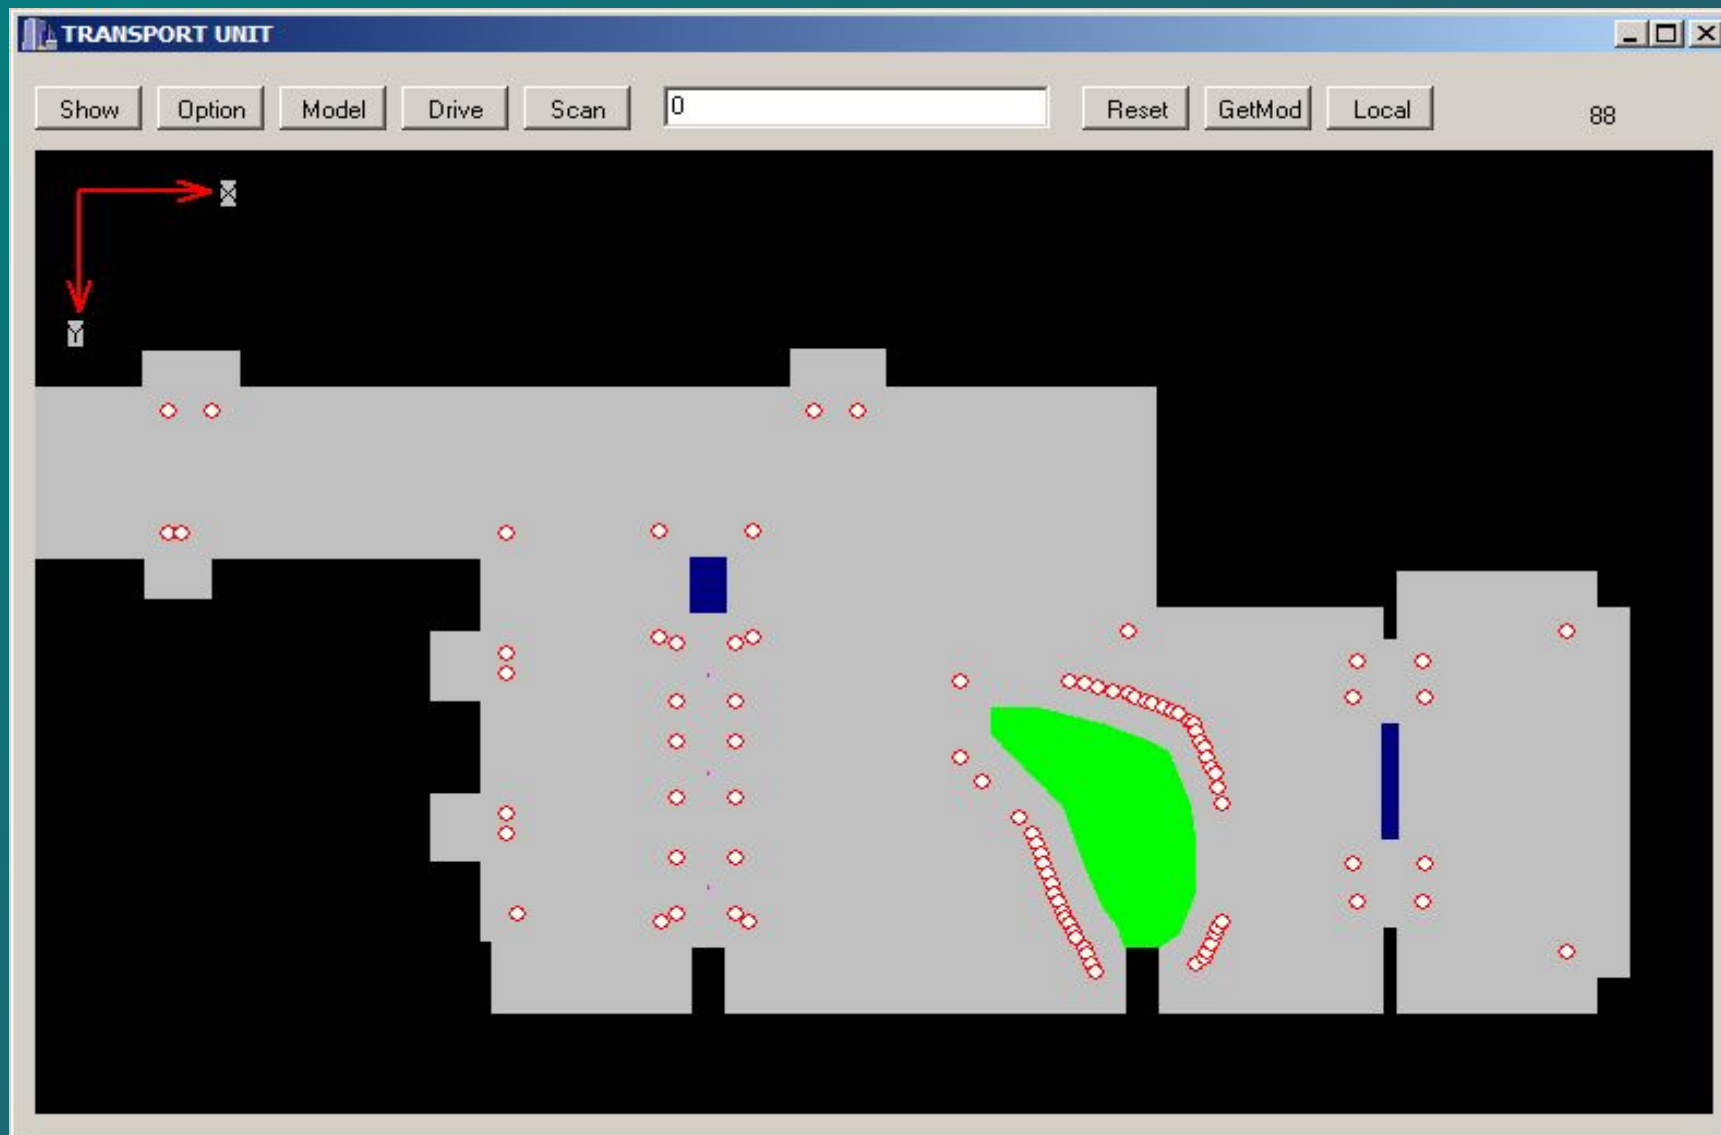 TRANSPORT UNIT
Show Option Model Drive Scan 0 Reset GetMod Local 88
X
Y